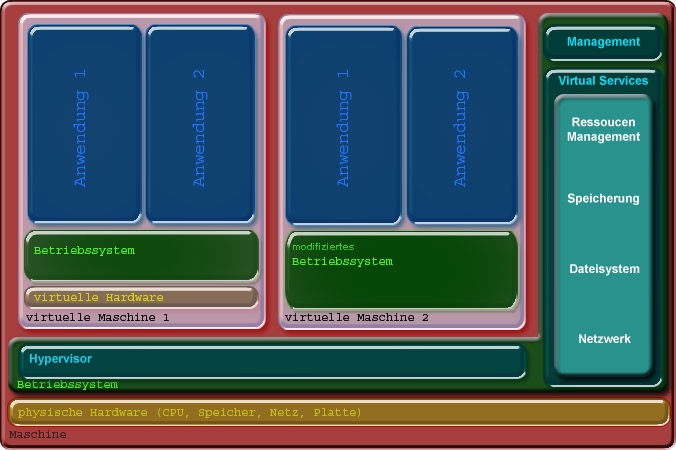 Anwendung 1
Anwendung 2
Betriebssystem
virtuelle Hardware
virtuelle Maschine 1
Anwendung 1
Anwendung 2
modifiziertes
Betriebssystem
virtuelle Maschine 2
Management
Virtual Services
Ressoucen
Management
Speicherung
Dateisystem
Netzwerk
Hypervisor
Betriebssystem
physische Hardware (CPU, Speicher, Netz, Platte)
Maschine